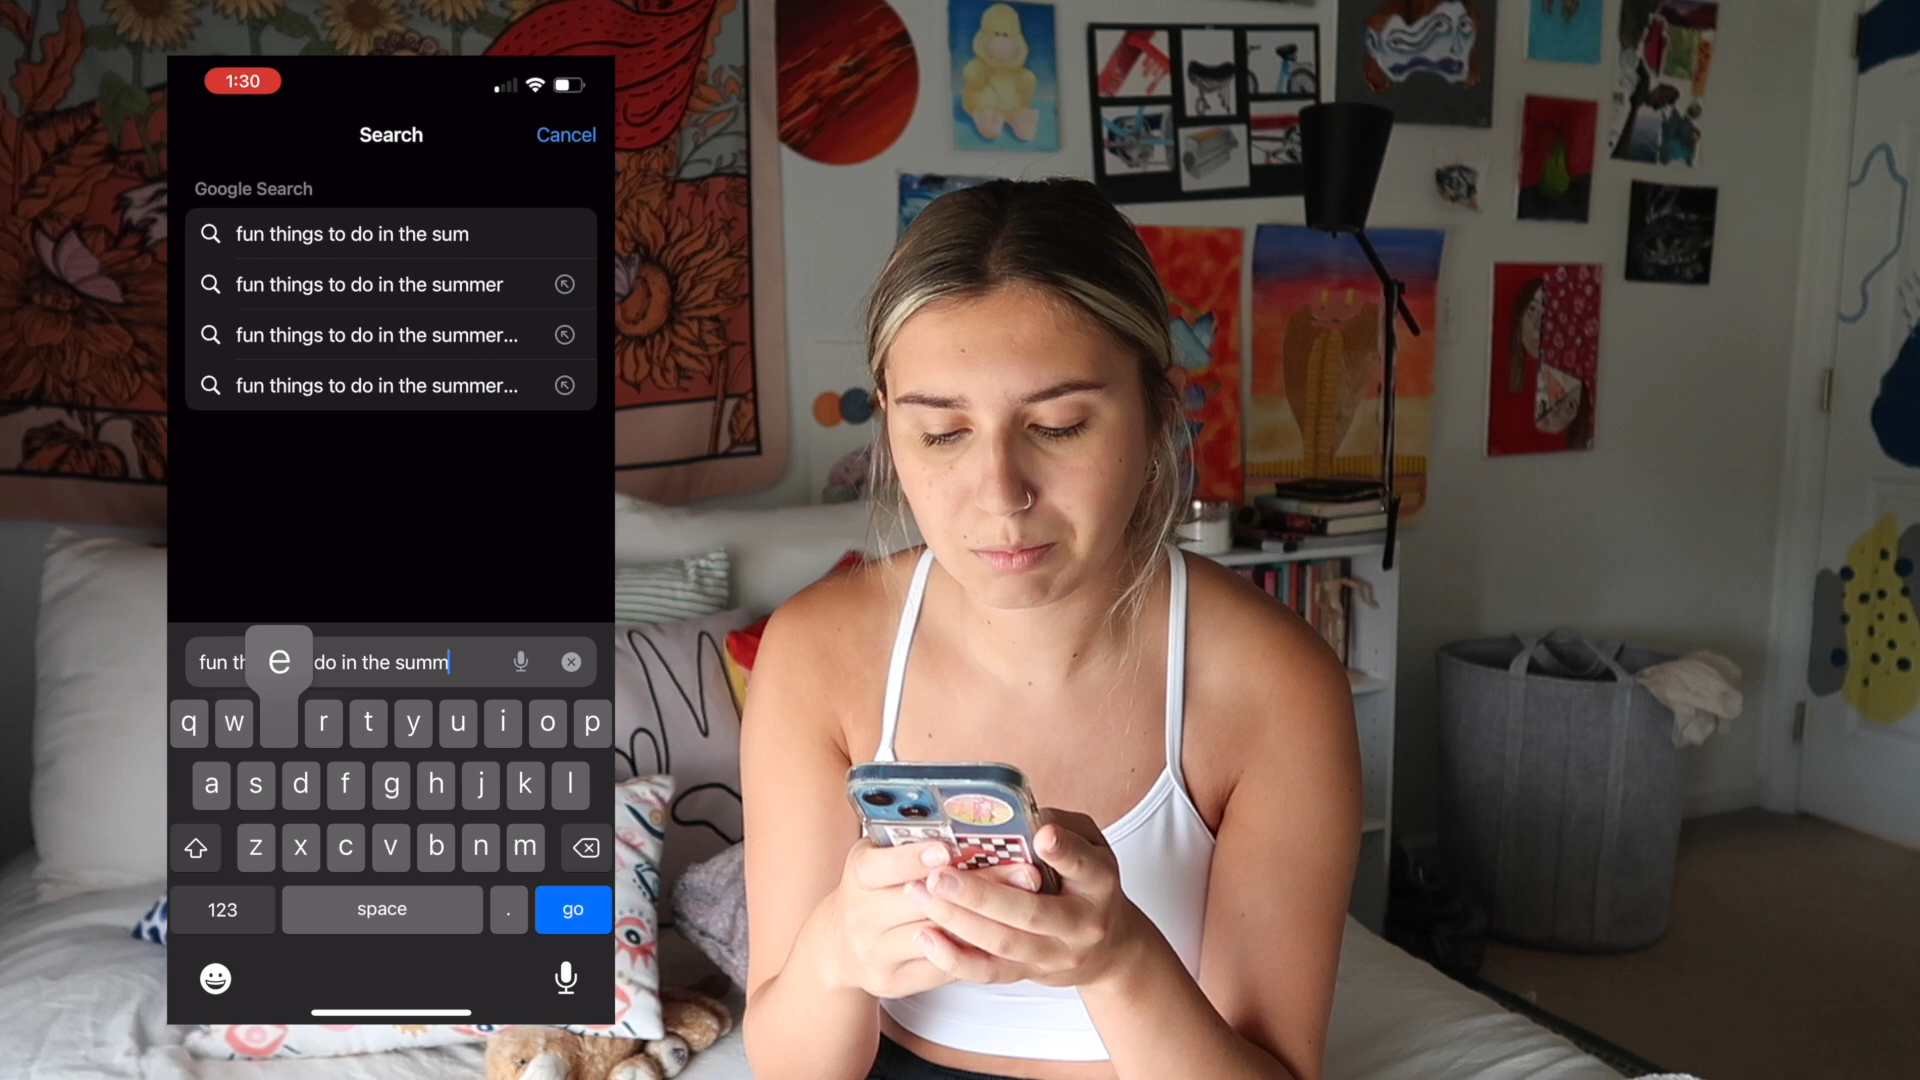 1:30
Search
Cancel
Google Search
fun things to do in the sum
fun things to do in the summer
fun things to do in the summer...
fun things to do in the summer...
fun th e do in the summ
q w r t y u i o p
a s d f g h j k l
z x c v b n m
123 space . go